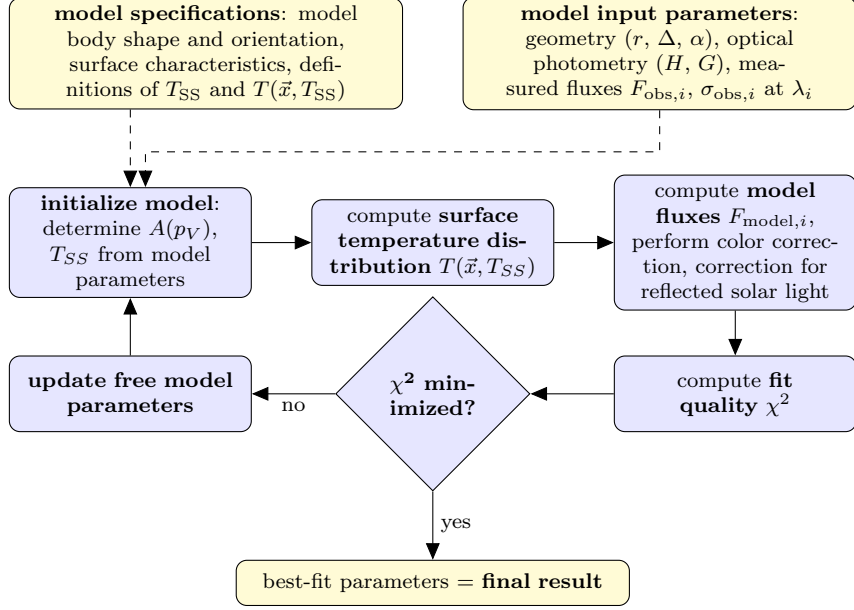 model specifications: model
body shape and orientation,
surface characteristics, defi-
nitions of T_SS and T(x⃗, T_SS)
model input parameters:
geometry (r, Δ, α), optical
photometry (H, G), mea-
sured fluxes F_obs,i, σ_obs,i at λ_i
initialize model:
determine A(p_V),
T_SS from model
parameters
compute surface
temperature dis-
tribution T(x⃗, T_SS)
compute model
fluxes F_model,i,
perform color correc-
tion, correction for
reflected solar light
update free model
parameters
no
χ² min-
imized?
compute fit
quality χ²
yes
best-fit parameters = final result